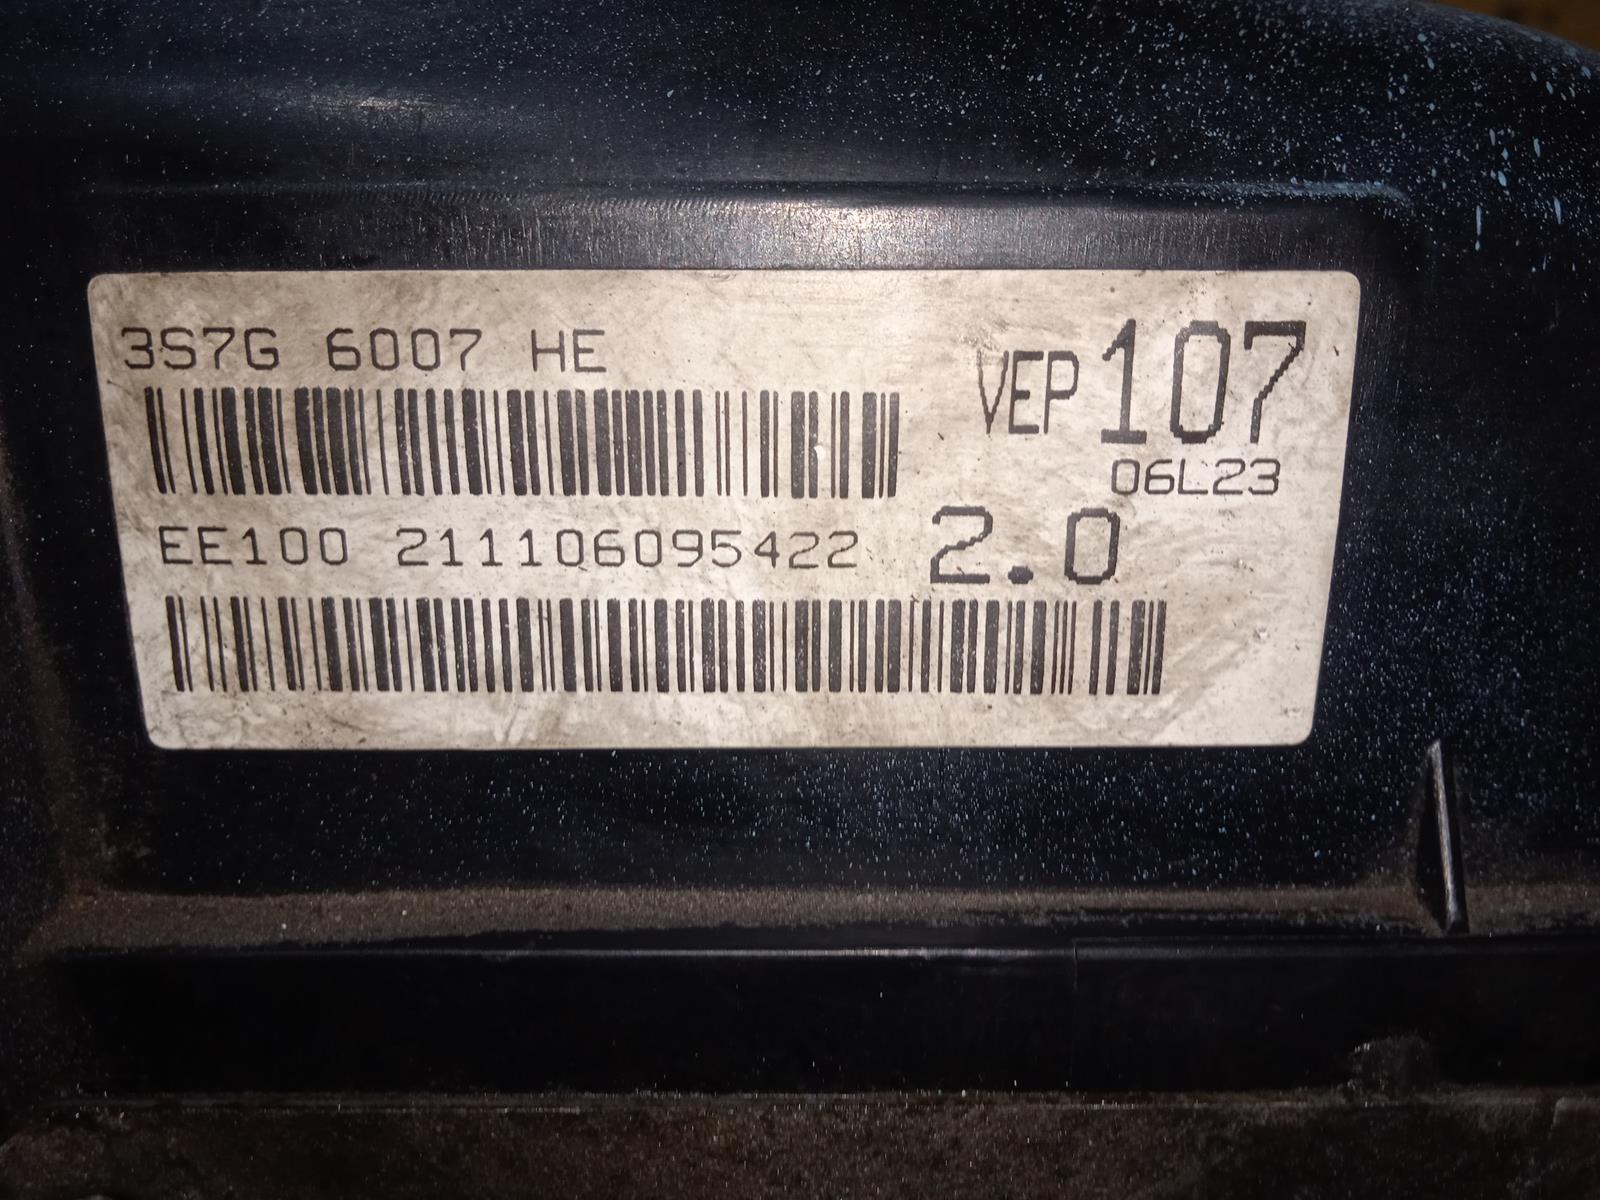 3S7G 6007 HE
VEP 107
06L23
EE100 211106095422
2.0